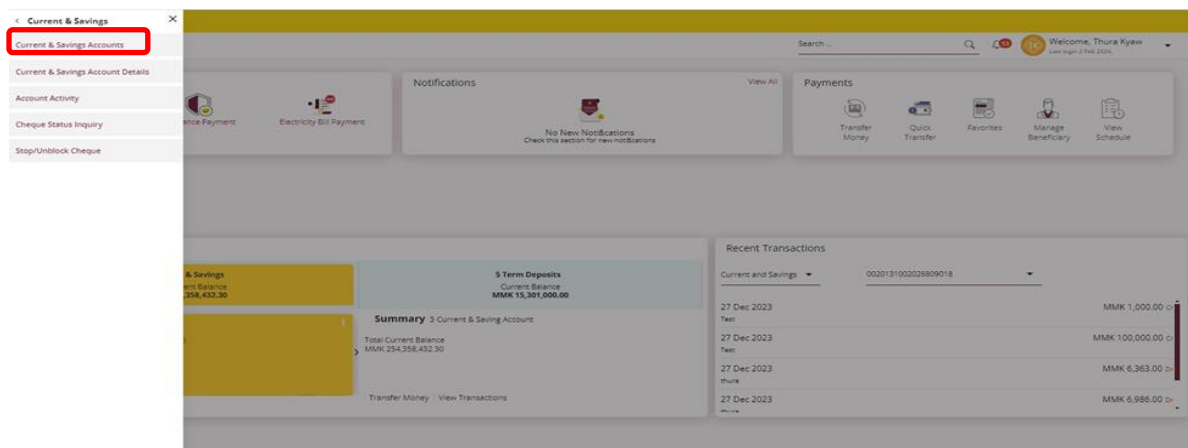 Current & Savings
Current & Savings Accounts
Current & Savings Account Details
Account Activity
Cheque Status Inquiry
Stop/Unblock Cheque
Search ...
Welcome, Thura Kyaw
Last login 2 Feb 2024,
Notifications
View All
No New Notifications
Check this section for new notifications
Payment
Electricity Bill Payment
Payments
Transfer Money
Quick Transfer
Favorites
Manage Beneficiary
View Schedule
& Savings
Balance
,358,432.30
5 Term Deposits
Current Balance
MMK 15,301,000.00
Summary 3 Current & Saving Account
Total Current Balance
MMK 254,358,432.30
Transfer Money View Transactions
Recent Transactions
Current and Savings
0020131002026809018
27 Dec 2023 MMK 1,000.00
Test
27 Dec 2023 MMK 100,000.00
Test
27 Dec 2023 MMK 6,363.00
thura
27 Dec 2023 MMK 6,986.00